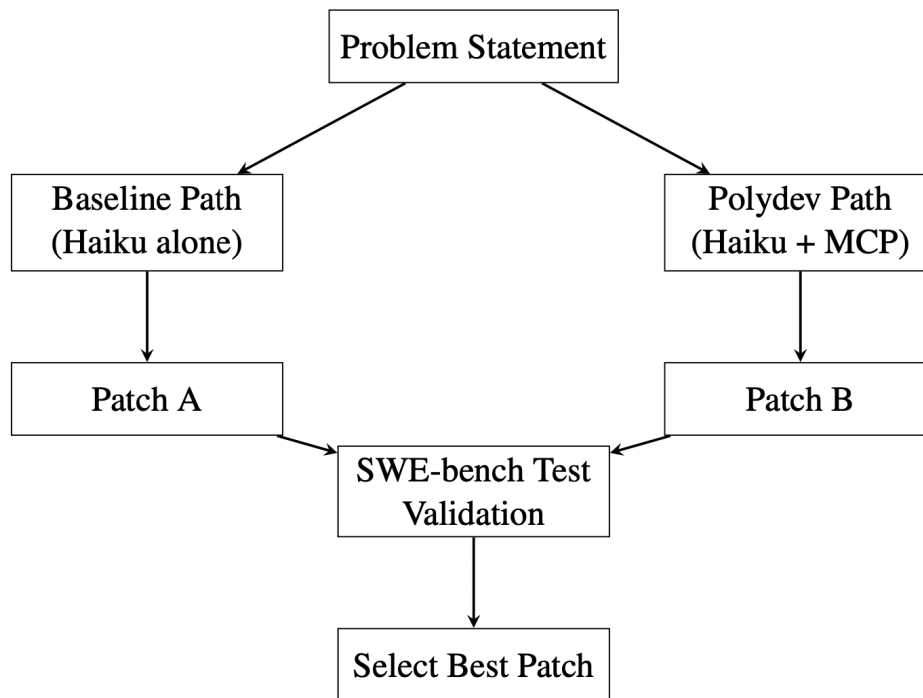 Problem Statement
Baseline Path
(Haiku alone)
Polydev Path
(Haiku + MCP)
Patch A
Patch B
SWE-bench Test
Validation
Select Best Patch